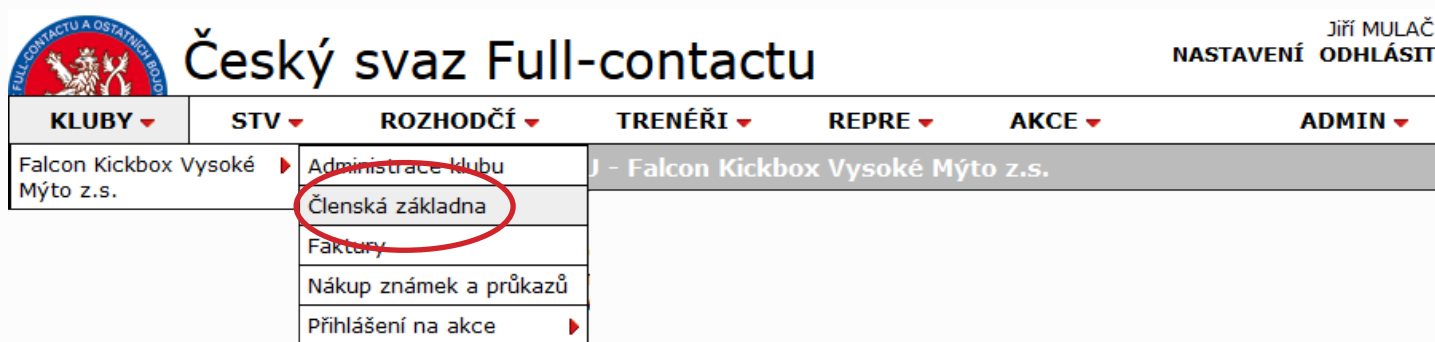 FULL-CONTACTU A OSTATNÍCH BOJOV
Český svaz Full-contactu
Jiří MULAČ
NASTAVENÍ ODHLÁSIT
KLUBY STV ROZHODČÍ TRENÉŘI REPRE AKCE ADMIN
Falcon Kickbox Vysoké
Mýto z.s.
Administrace klubu
U - Falcon Kickbox Vysoké Mýto z.s.
Členská základna
Faktury
Nákup známek a průkazů
Přihlášení na akce